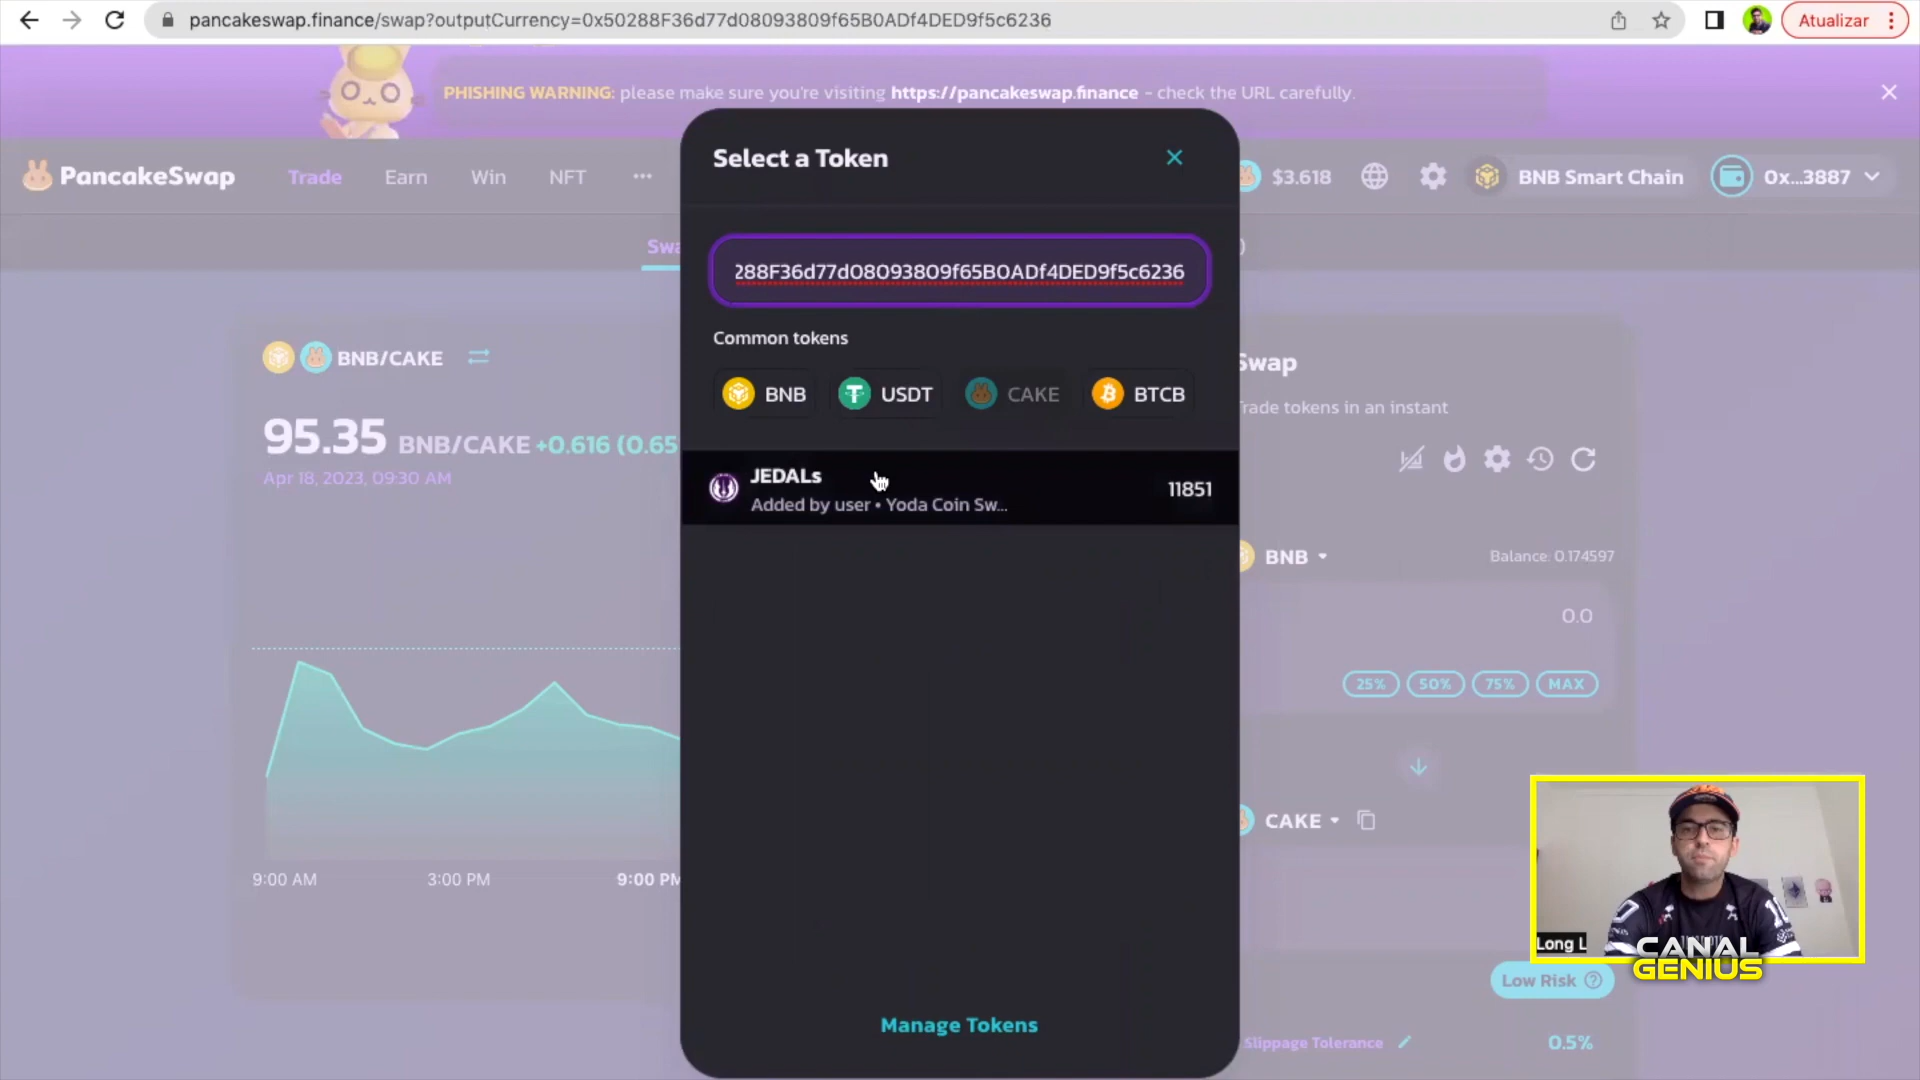 pancakeswap.finance/swap?outputCurrency=0x50288F36d77d08093809f65B0ADf4DED9f5c6236
Atualizar
PHISHING WARNING: please make sure you're visiting https://pancakeswap.finance - check the URL carefully.
PancakeSwap
Trade
Earn
Win
NFT
$3.618
BNB Smart Chain
0x...3887
Select a Token
288F36d77d08093809f65B0ADf4DED9f5c6236
Common tokens
BNB
USDT
CAKE
BTCB
JEDALs
Added by user • Yoda Coin Sw...
11851
Manage Tokens
Swa
BNB/CAKE
95.35 BNB/CAKE +0.616 (0.65
Apr 18, 2023, 09:30 AM
9:00 AM
3:00 PM
9:00 PM
Swap
Trade tokens in an instant
BNB
Balance: 0.174597
0.0
25%
50%
75%
MAX
CAKE
Long L
CANAL
GENIUS
Low Risk
Slippage Tolerance
0.5%